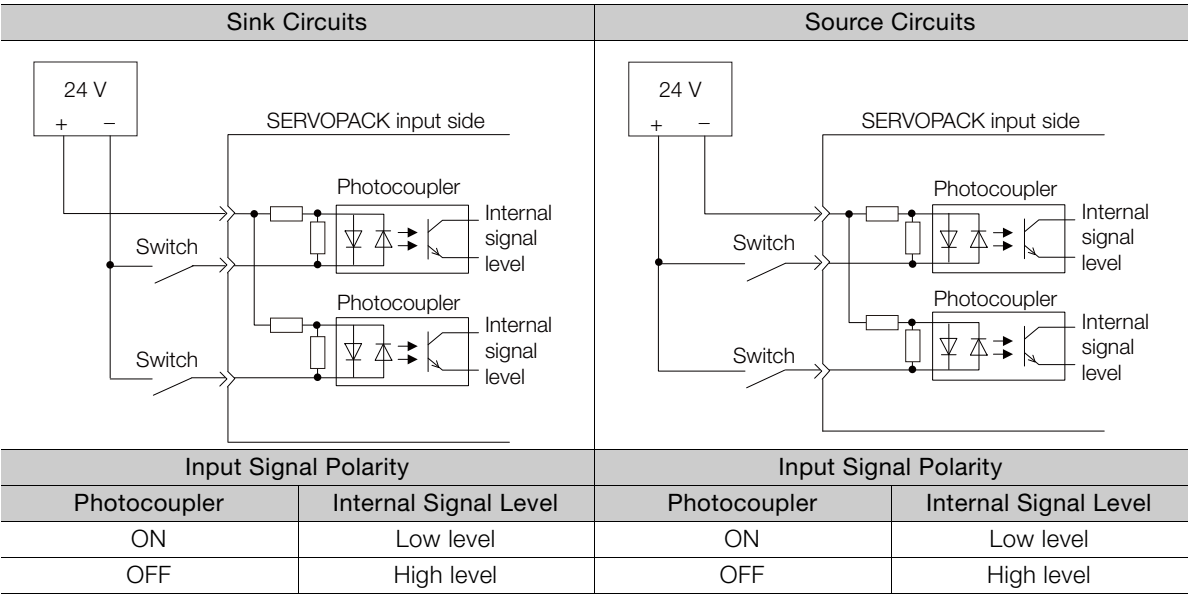 Sink Circuits
Source Circuits
24 V
+ −
SERVOPACK input side
Photocoupler
Internal
signal
level
Switch
Photocoupler
Internal
signal
level
Switch
24 V
+ −
SERVOPACK input side
Photocoupler
Internal
signal
level
Switch
Photocoupler
Internal
signal
level
Switch
Input Signal Polarity
Input Signal Polarity
Photocoupler
Internal Signal Level
Photocoupler
Internal Signal Level
ON
Low level
ON
Low level
OFF
High level
OFF
High level